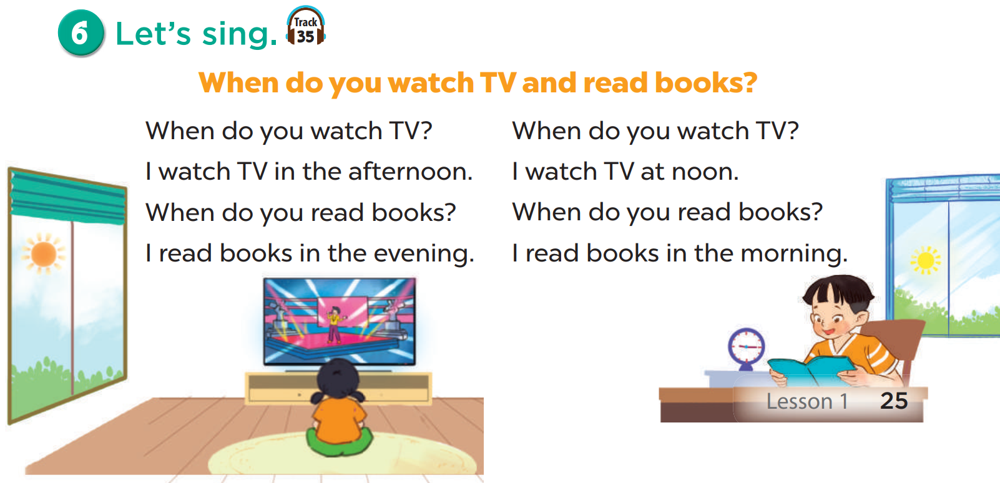 6 Let's sing. Track 35
When do you watch TV and read books?
When do you watch TV?
I watch TV in the afternoon.
When do you read books?
I read books in the evening.
When do you watch TV?
I watch TV at noon.
When do you read books?
I read books in the morning.
Lesson 1 25